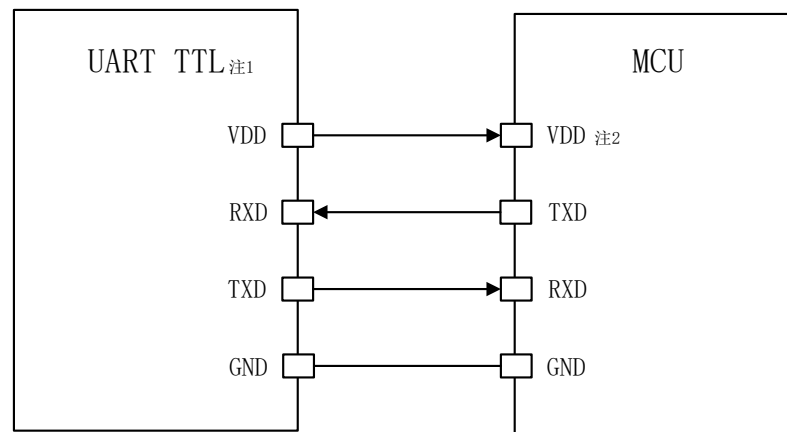 UART TTL注1
MCU
VDD
VDD 注2
RXD
TXD
TXD
RXD
GND
GND